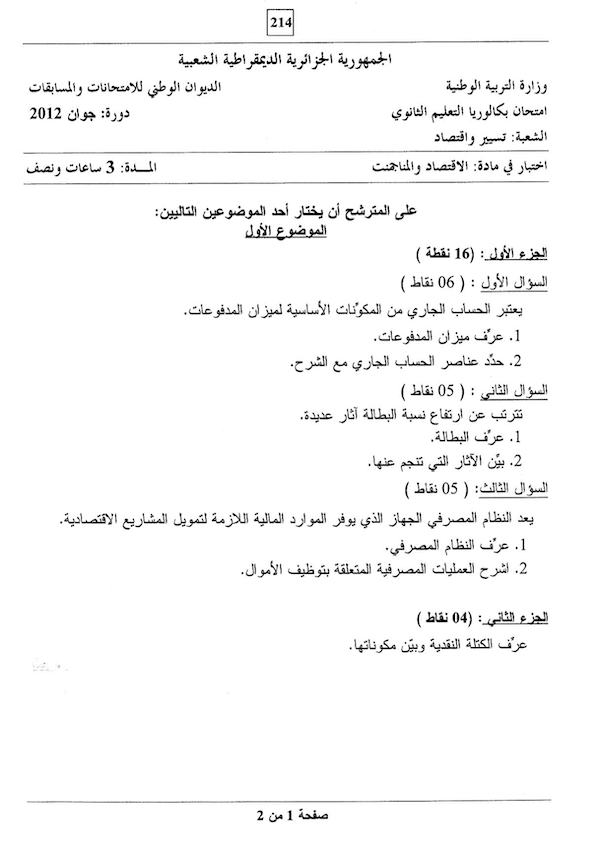 214
الجمهورية الجزائرية الديمقراطية الشعبية
وزارة التربية الوطنية الديوان الوطني للامتحانات والمسابقات
امتحان بكالوريا التعليم الثانوي دورة: جوان 2012
الشعبة: تسيير واقتصاد
اختبار في مادة: الاقتصاد والمناجمنت المــدة: 3 ساعات ونصف
على المترشح أن يختار أحد الموضوعين التاليين:
الموضوع الأول
الجزء الأول: (16 نقطة )
السؤال الأول : ( 06 نقاط )
يعتبر الحساب الجاري من المكوّنات الأساسية لميزان المدفوعات.
1. عرّف ميزان المدفوعات.
2. حدّد عناصر الحساب الجاري مع الشرح.
السؤال الثاني : ( 05 نقاط )
تترتب عن ارتفاع نسبة البطالة آثار عديدة.
1. عرّف البطالة.
2. بيّن الآثار التي تنجم عنها.
السؤال الثالث: ( 05 نقاط )
يعد النظام المصرفي الجهاز الذي يوفر الموارد المالية اللازمة لتمويل المشاريع الاقتصادية.
1. عرّف النظام المصرفي.
2. اشرح العمليات المصرفية المتعلقة بتوظيف الأموال.
الجزء الثاني: (04 نقاط )
عرّف الكتلة النقدية وبيّن مكوناتها.
صفحة 1 من 2